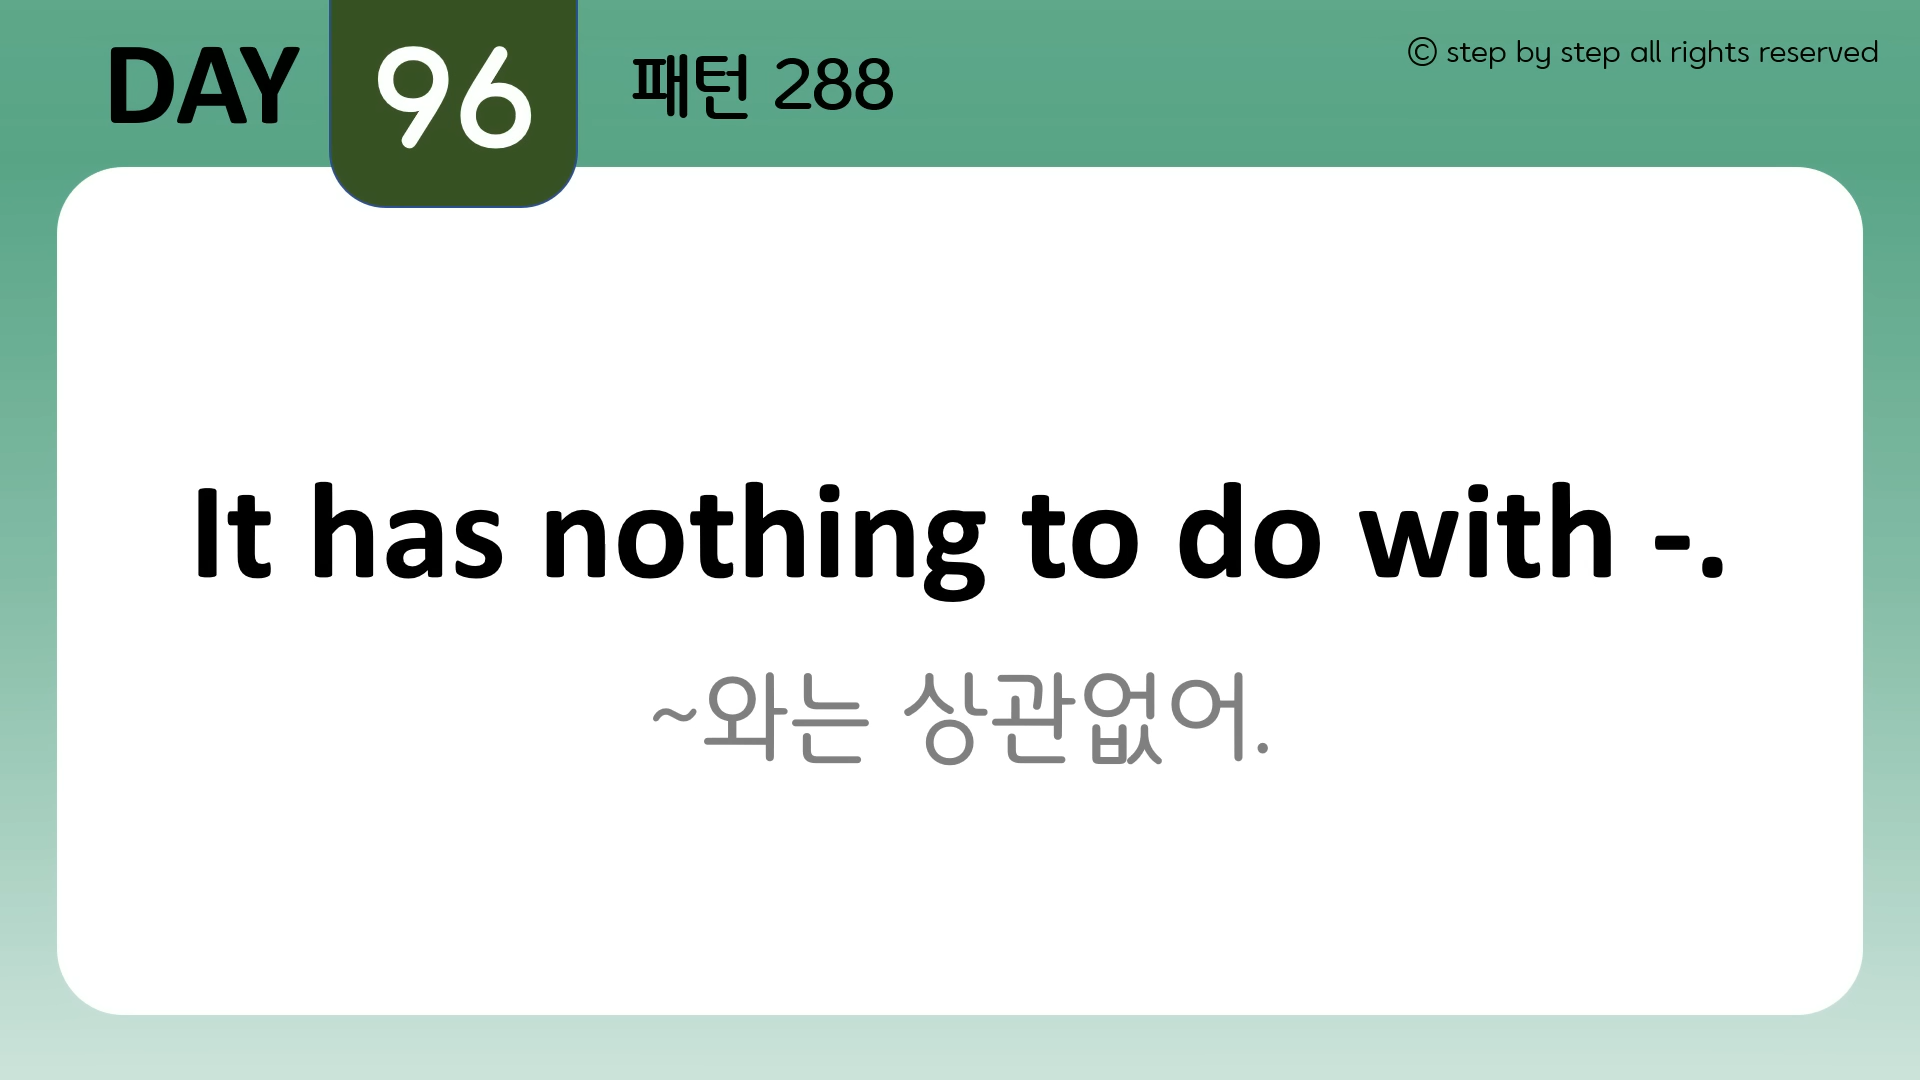 DAY 96 패턴 288
© step by step all rights reserved
It has nothing to do with -.
~와는 상관없어.